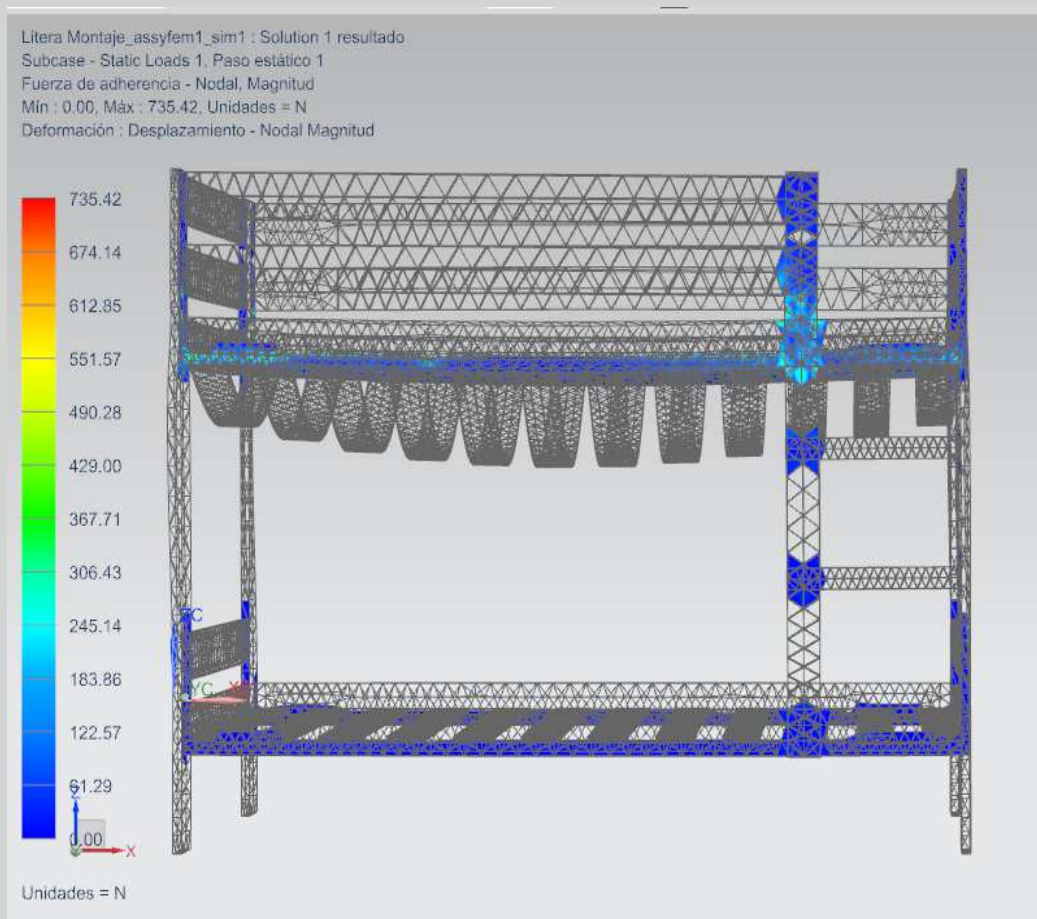 Litera Montaje_assyfem1_sim1 : Solution 1 resultado
Subcase - Static Loads 1, Paso estático 1
Fuerza de adherencia - Nodal, Magnitud
Mín : 0.00, Máx : 735.42, Unidades = N
Deformación : Desplazamiento - Nodal Magnitud
735.42
674.14
612.85
551.57
490.28
429.00
367.71
306.43
245.14
183.86
122.57
61.29
0.00
ZC
YC
X
Z
X
Unidades = N